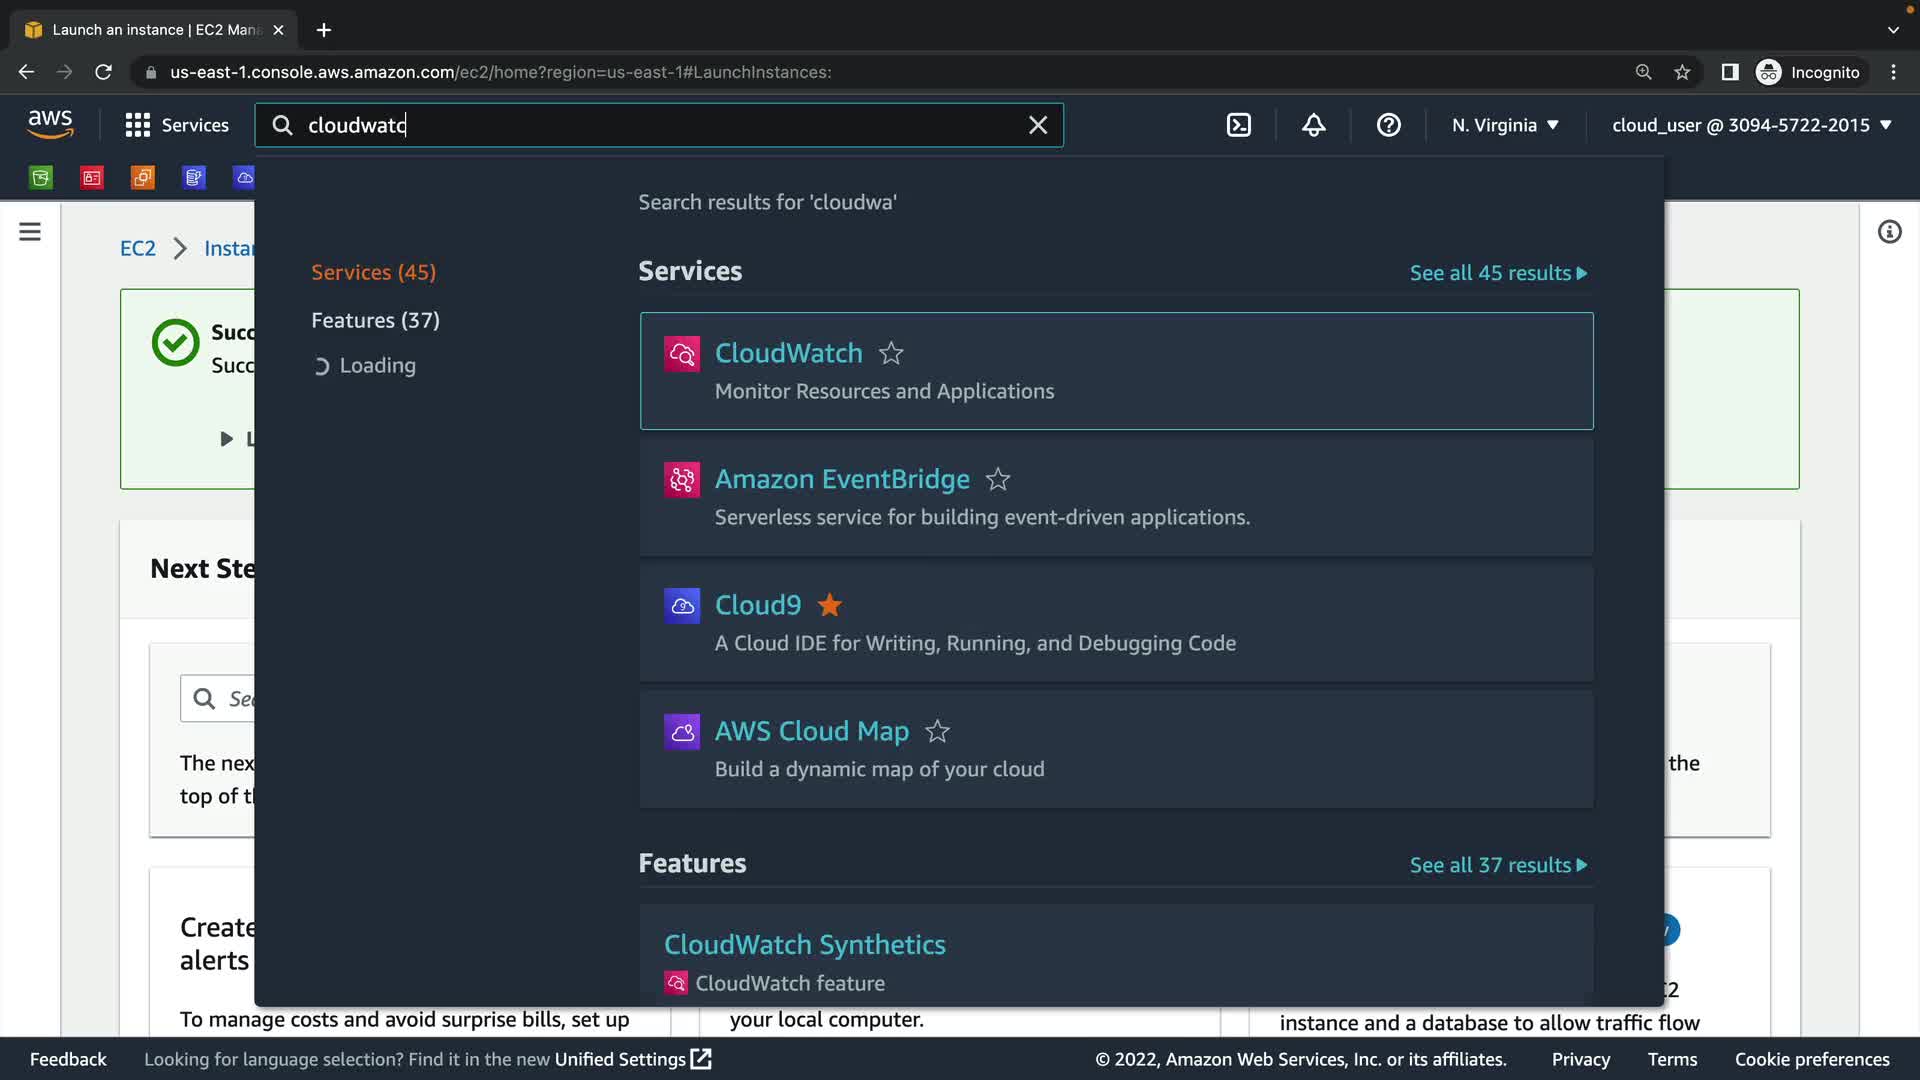 Launch an instance | EC2 Mana
us-east-1.console.aws.amazon.com/ec2/home?region=us-east-1#LaunchInstances:
Incognito
aws
Services
cloudwatc
N. Virginia
cloud_user @ 3094-5722-2015
EC2
Instan
Search results for 'cloudwa'
Services (45)
Features (37)
Loading
Services
See all 45 results
CloudWatch
Monitor Resources and Applications
Amazon EventBridge
Serverless service for building event-driven applications.
Cloud9
A Cloud IDE for Writing, Running, and Debugging Code
AWS Cloud Map
Build a dynamic map of your cloud
Features
See all 37 results
CloudWatch Synthetics
CloudWatch feature
Succ
Succ
L
Next Ste
Sea
The nex
top of th
the
Create
alerts
To manage costs and avoid surprise bills, set up
your local computer.
instance and a database to allow traffic flow
Feedback
Looking for language selection? Find it in the new Unified Settings
© 2022, Amazon Web Services, Inc. or its affiliates.
Privacy
Terms
Cookie preferences